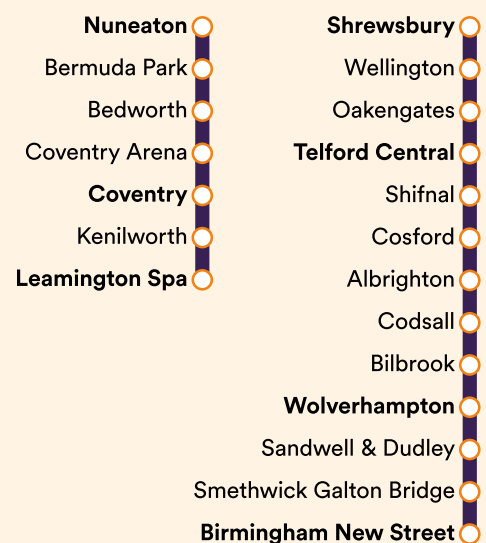 Nuneaton
Bermuda Park
Bedworth
Coventry Arena
Coventry
Kenilworth
Leamington Spa
Shrewsbury
Wellington
Oakengates
Telford Central
Shifnal
Cosford
Albrighton
Codsall
Bilbrook
Wolverhampton
Sandwell & Dudley
Smethwick Galton Bridge
Birmingham New Street